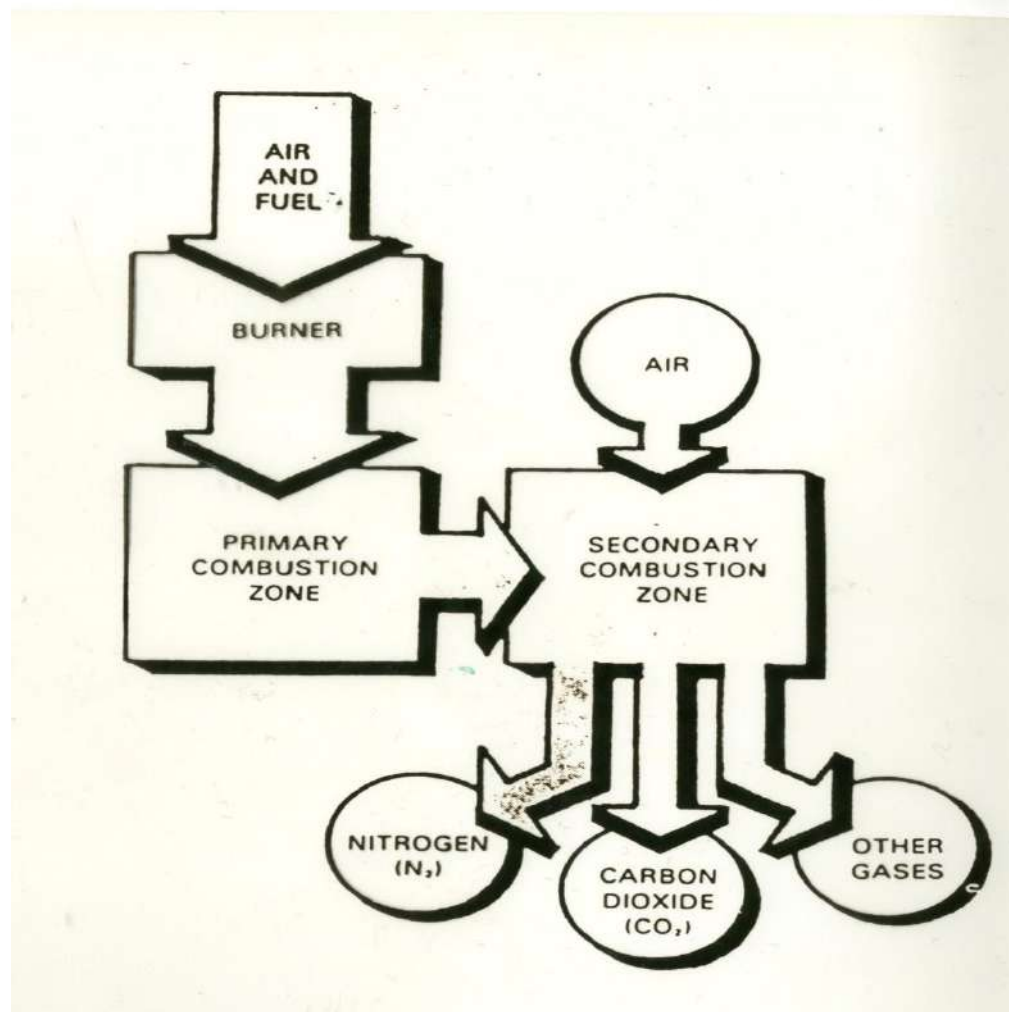 AIR
AND
FUEL
BURNER
AIR
PRIMARY
COMBUSTION
ZONE
SECONDARY
COMBUSTION
ZONE
NITROGEN
(N₂)
CARBON
DIOXIDE
(CO₂)
OTHER
GASES